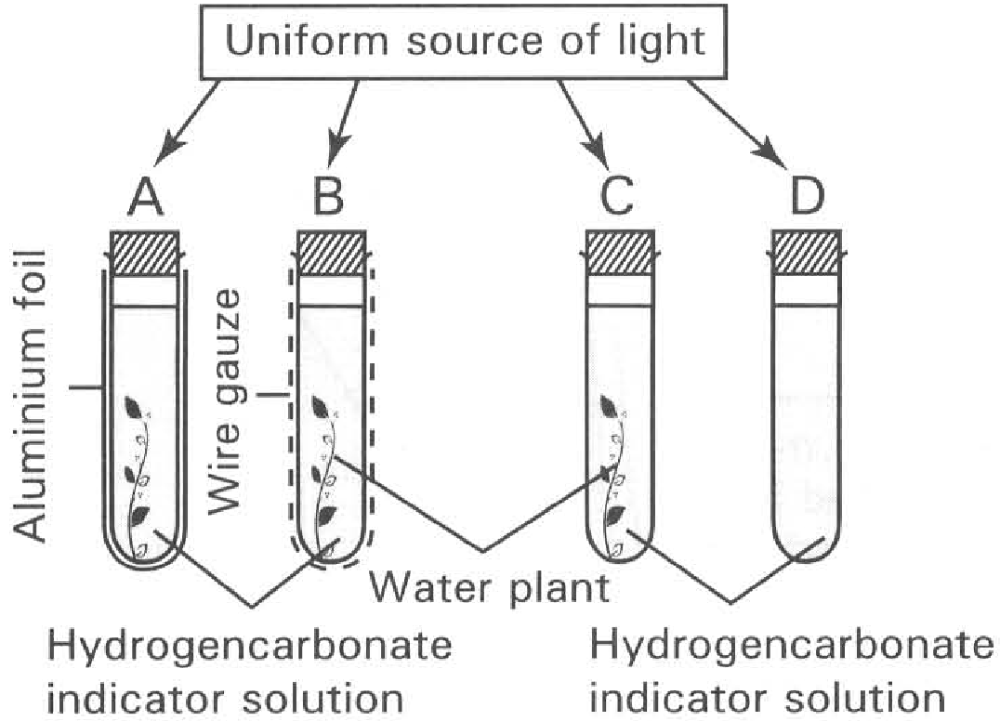 Uniform source of light
A
B
C
D
Aluminium foil
Wire gauze
Water plant
Hydrogencarbonate
indicator solution
Hydrogencarbonate
indicator solution